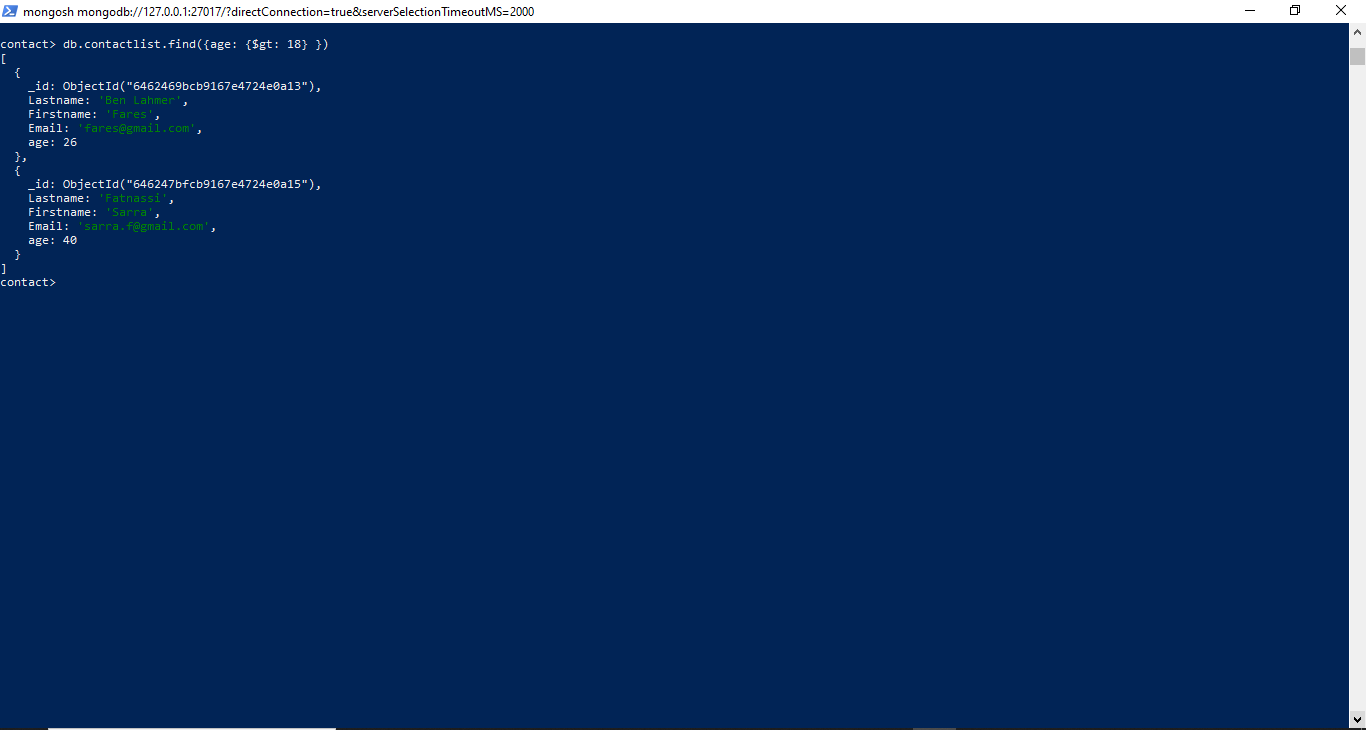 mongosh mongodb://127.0.0.1:27017/?directConnection=true&serverSelectionTimeoutMS=2000
contact> db.contactlist.find({age: {$gt: 18} })
[
  {
    _id: ObjectId("6462469bcb9167e4724e0a13"),
    Lastname: 'Ben Lahmer',
    Firstname: 'Fares',
    Email: 'fares@gmail.com',
    age: 26
  },
  {
    _id: ObjectId("646247bfcb9167e4724e0a15"),
    Lastname: 'Fatnassi',
    Firstname: 'Sarra',
    Email: 'sarra.f@gmail.com',
    age: 40
  }
]
contact>